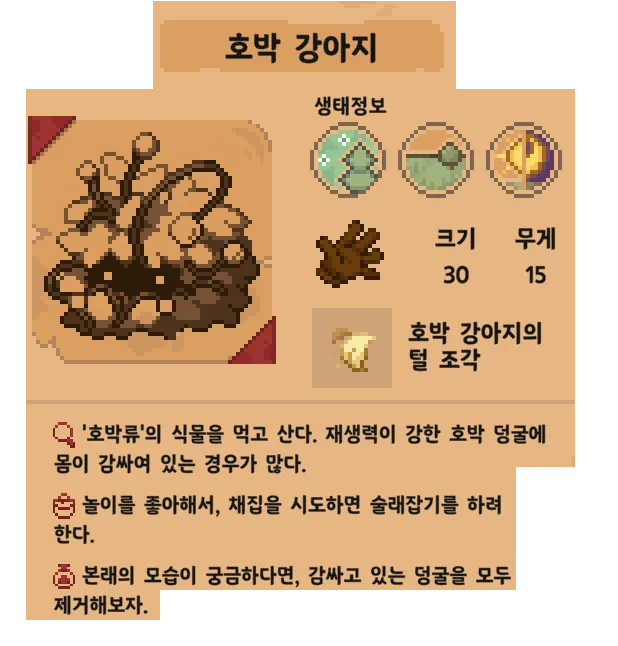 호박 강아지
생태정보
크기 무게
30 15
호박 강아지의
털 조각
'호박류'의 식물을 먹고 산다. 재생력이 강한 호박 덩굴에
몸이 감싸여 있는 경우가 많다.
놀이를 좋아해서, 채집을 시도하면 술래잡기를 하려
한다.
본래의 모습이 궁금하다면, 감싸고 있는 덩굴을 모두
제거해보자.